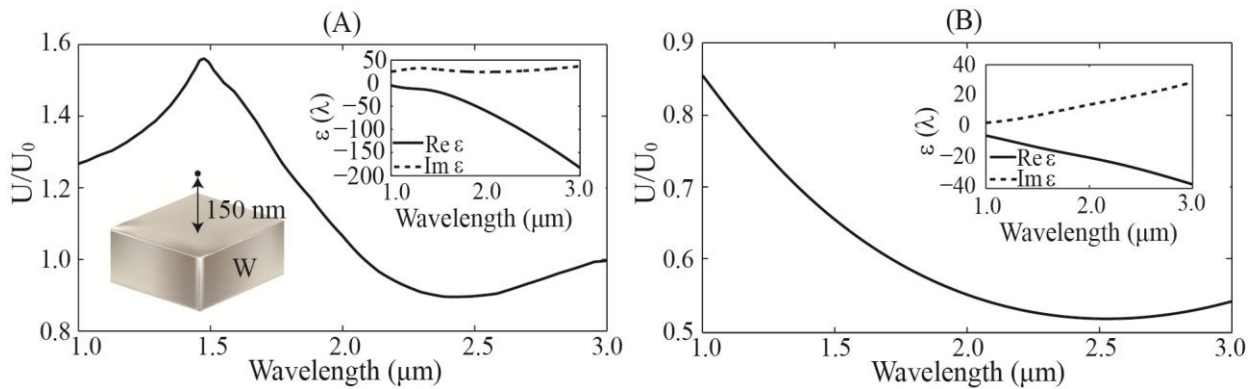 (A)
1.6
1.4
1.2
1.0
0.8
U/U0
1.0 1.5 2.0 2.5 3.0
Wavelength (μm)
150 nm
W
50
0
−50
−100
−150
−200
ε (λ)
Re ε
Im ε
1.0 2.0 3.0
Wavelength (μm)
(B)
0.9
0.8
0.7
0.6
0.5
U/U0
1.0 1.5 2.0 2.5 3.0
Wavelength (μm)
40
20
0
−20
−40
ε (λ)
Re ε
Im ε
1.0 2.0 3.0
Wavelength (μm)